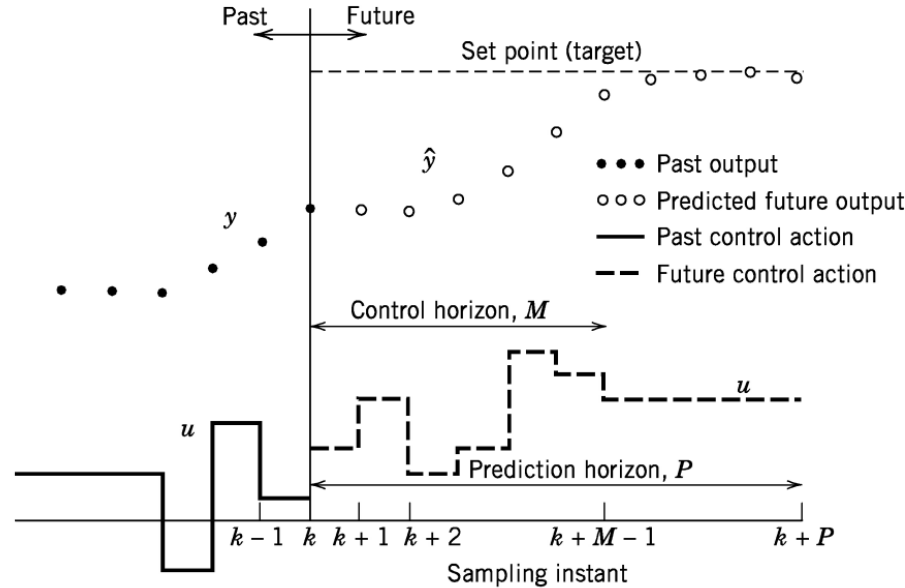 Past Future
Set point (target)
ŷ
Past output
Predicted future output
y
Past control action
Future control action
Control horizon, M
u
u
Prediction horizon, P
k − 1 k k + 1 k + 2 k + M − 1 k + P
Sampling instant